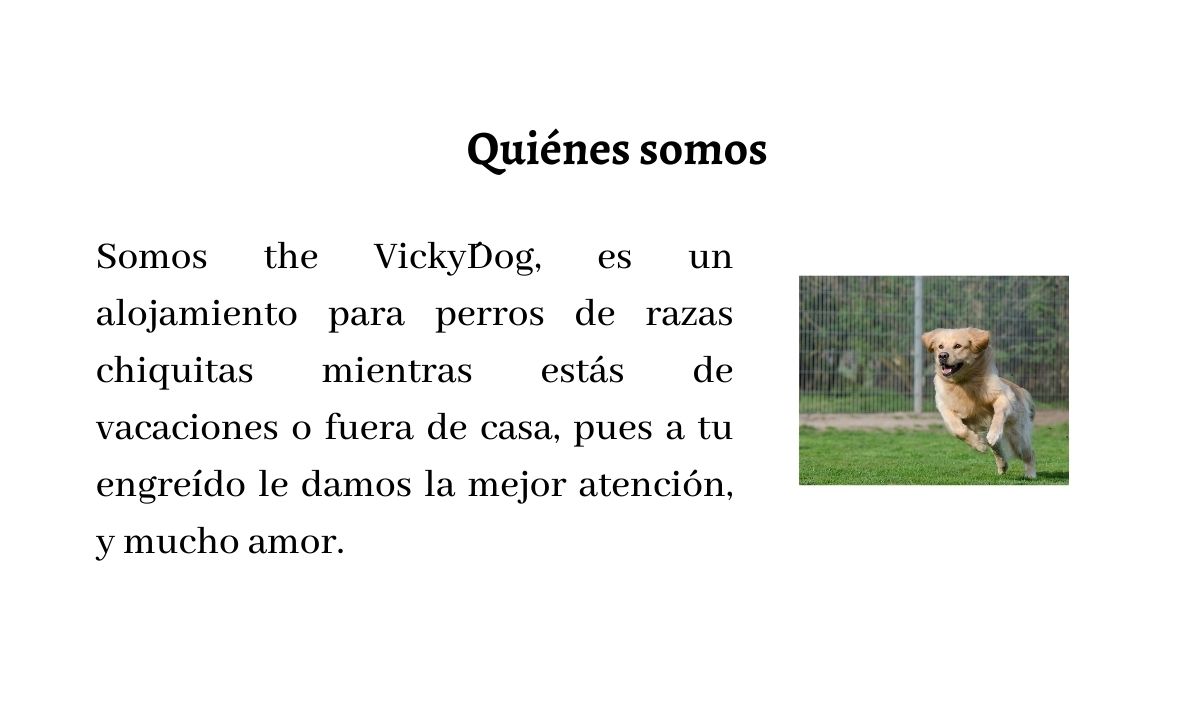 Quiénes somos
Somos the VickyDog, es un
alojamiento para perros de razas
chiquitas mientras estás de
vacaciones o fuera de casa, pues a tu
engreído le damos la mejor atención,
y mucho amor.